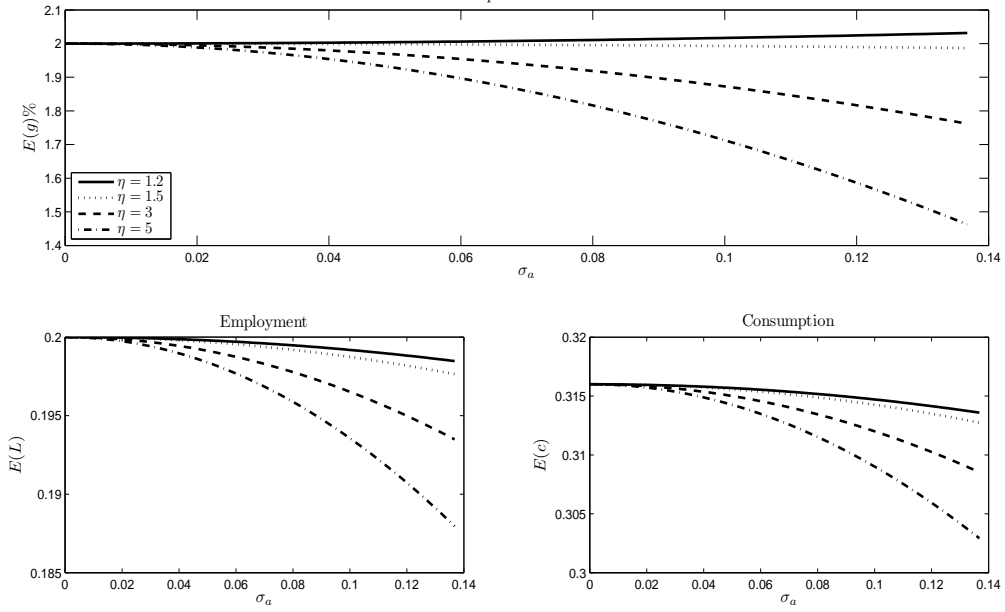 2.1
2
1.9
1.8
1.7
1.6
1.5
1.4
E(g)%
η = 1.2
η = 1.5
η = 3
η = 5
0 0.02 0.04 0.06 0.08 0.1 0.12 0.14
σ_a
Employment
0.2
0.195
0.19
0.185
E(L)
0 0.02 0.04 0.06 0.08 0.1 0.12 0.14
σ_a
Consumption
0.32
0.315
0.31
0.305
0.3
E(c)
0 0.02 0.04 0.06 0.08 0.1 0.12 0.14
σ_a